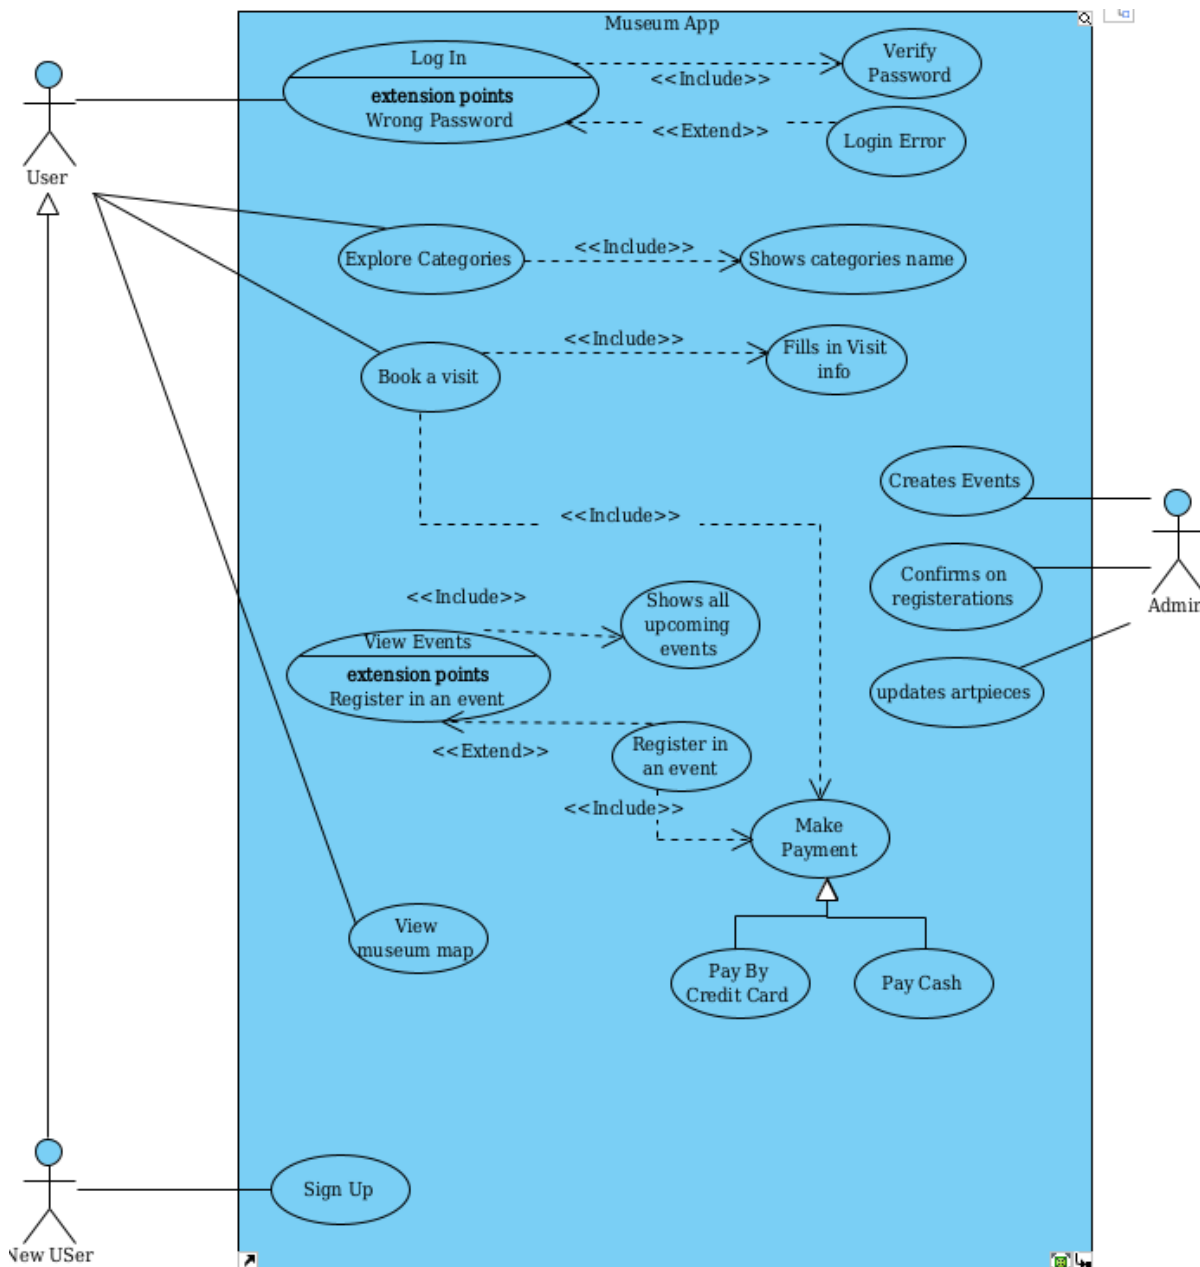 Museum App
Log In
extension points
Wrong Password
<<Include>>
Verify
Password
<<Extend>>
Login Error
User
Explore Categories
<<Include>>
Shows categories name
Book a visit
<<Include>>
Fills in Visit
info
<<Include>>
Creates Events
Confirms on
registerations
Admin
updates artpieces
<<Include>>
Shows all
upcoming
events
View Events
extension points
Register in an event
<<Extend>>
Register in
an event
<<Include>>
Make
Payment
View
museum map
Pay By
Credit Card
Pay Cash
Sign Up
New USer